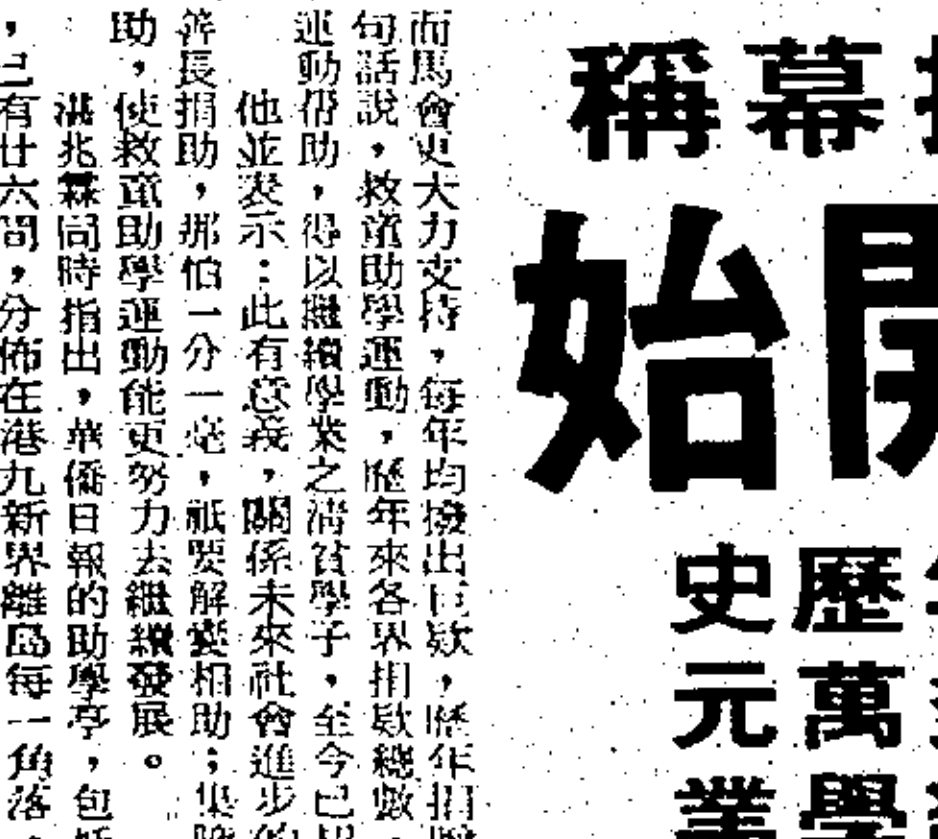 幕稱
開始
歷史
萬元
學業
而馬會更大力支持，每年均撥出巨欵，歷年捐贈
句話說，救童助學運動，歷年來各界捐欵總數，
運動帮助，得以繼續學業之清貧學子，至今已
他並表示：此有意義，關係未來社會進步的
善長捐助，那怕一分一毫，祇要解囊相助；集
助，使救童助學運動能更努力去繼續發展。
湛兆霖同時指出，華僑日報的助學亭，包括
，已有廿六間，分佈在港九新界離島每一角落，